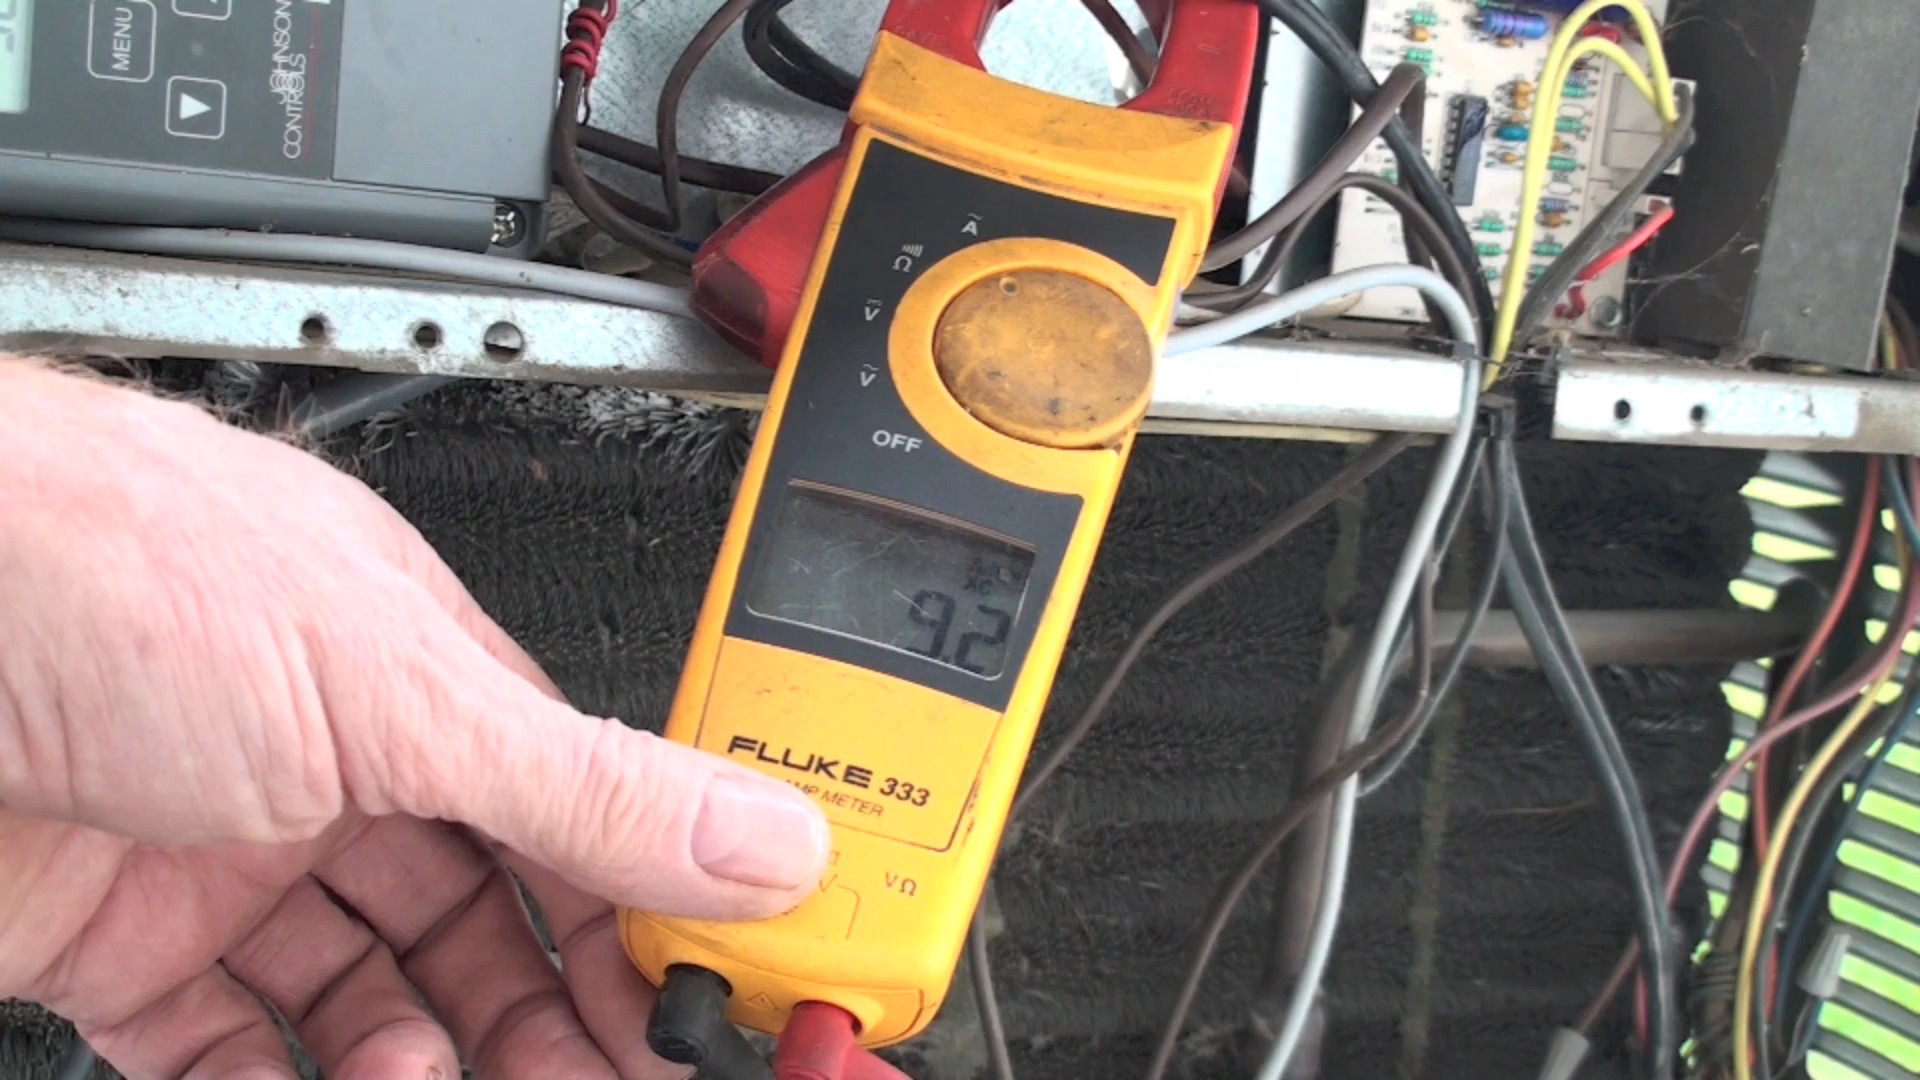 MENU
JOHNSON
CONTROLS
Ã
Ω
V
Ṽ
OFF
AC
9.2
FLUKE 333
AMP METER
VΩ